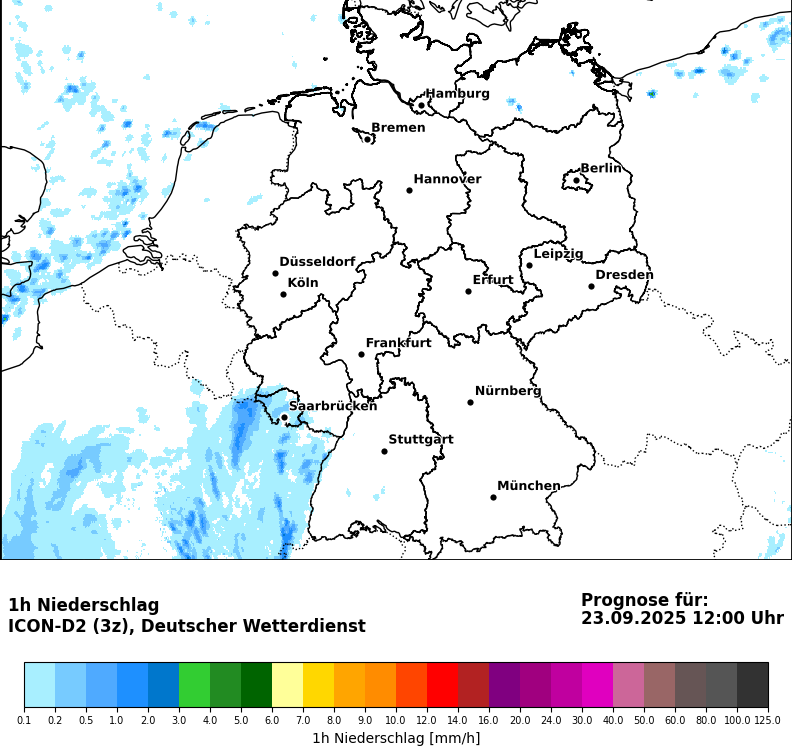 Hamburg
Bremen
Berlin
Hannover
Leipzig
Düsseldorf
Dresden
Köln
Erfurt
Frankfurt
Nürnberg
Saarbrücken
Stuttgart
München
1h Niederschlag
ICON-D2 (3z), Deutscher Wetterdienst
Prognose für:
23.09.2025 12:00 Uhr
0.1 0.2 0.5 1.0 2.0 3.0 4.0 5.0 6.0 7.0 8.0 9.0 10.0 12.0 14.0 16.0 20.0 24.0 30.0 40.0 50.0 60.0 80.0 100.0 125.0
1h Niederschlag [mm/h]